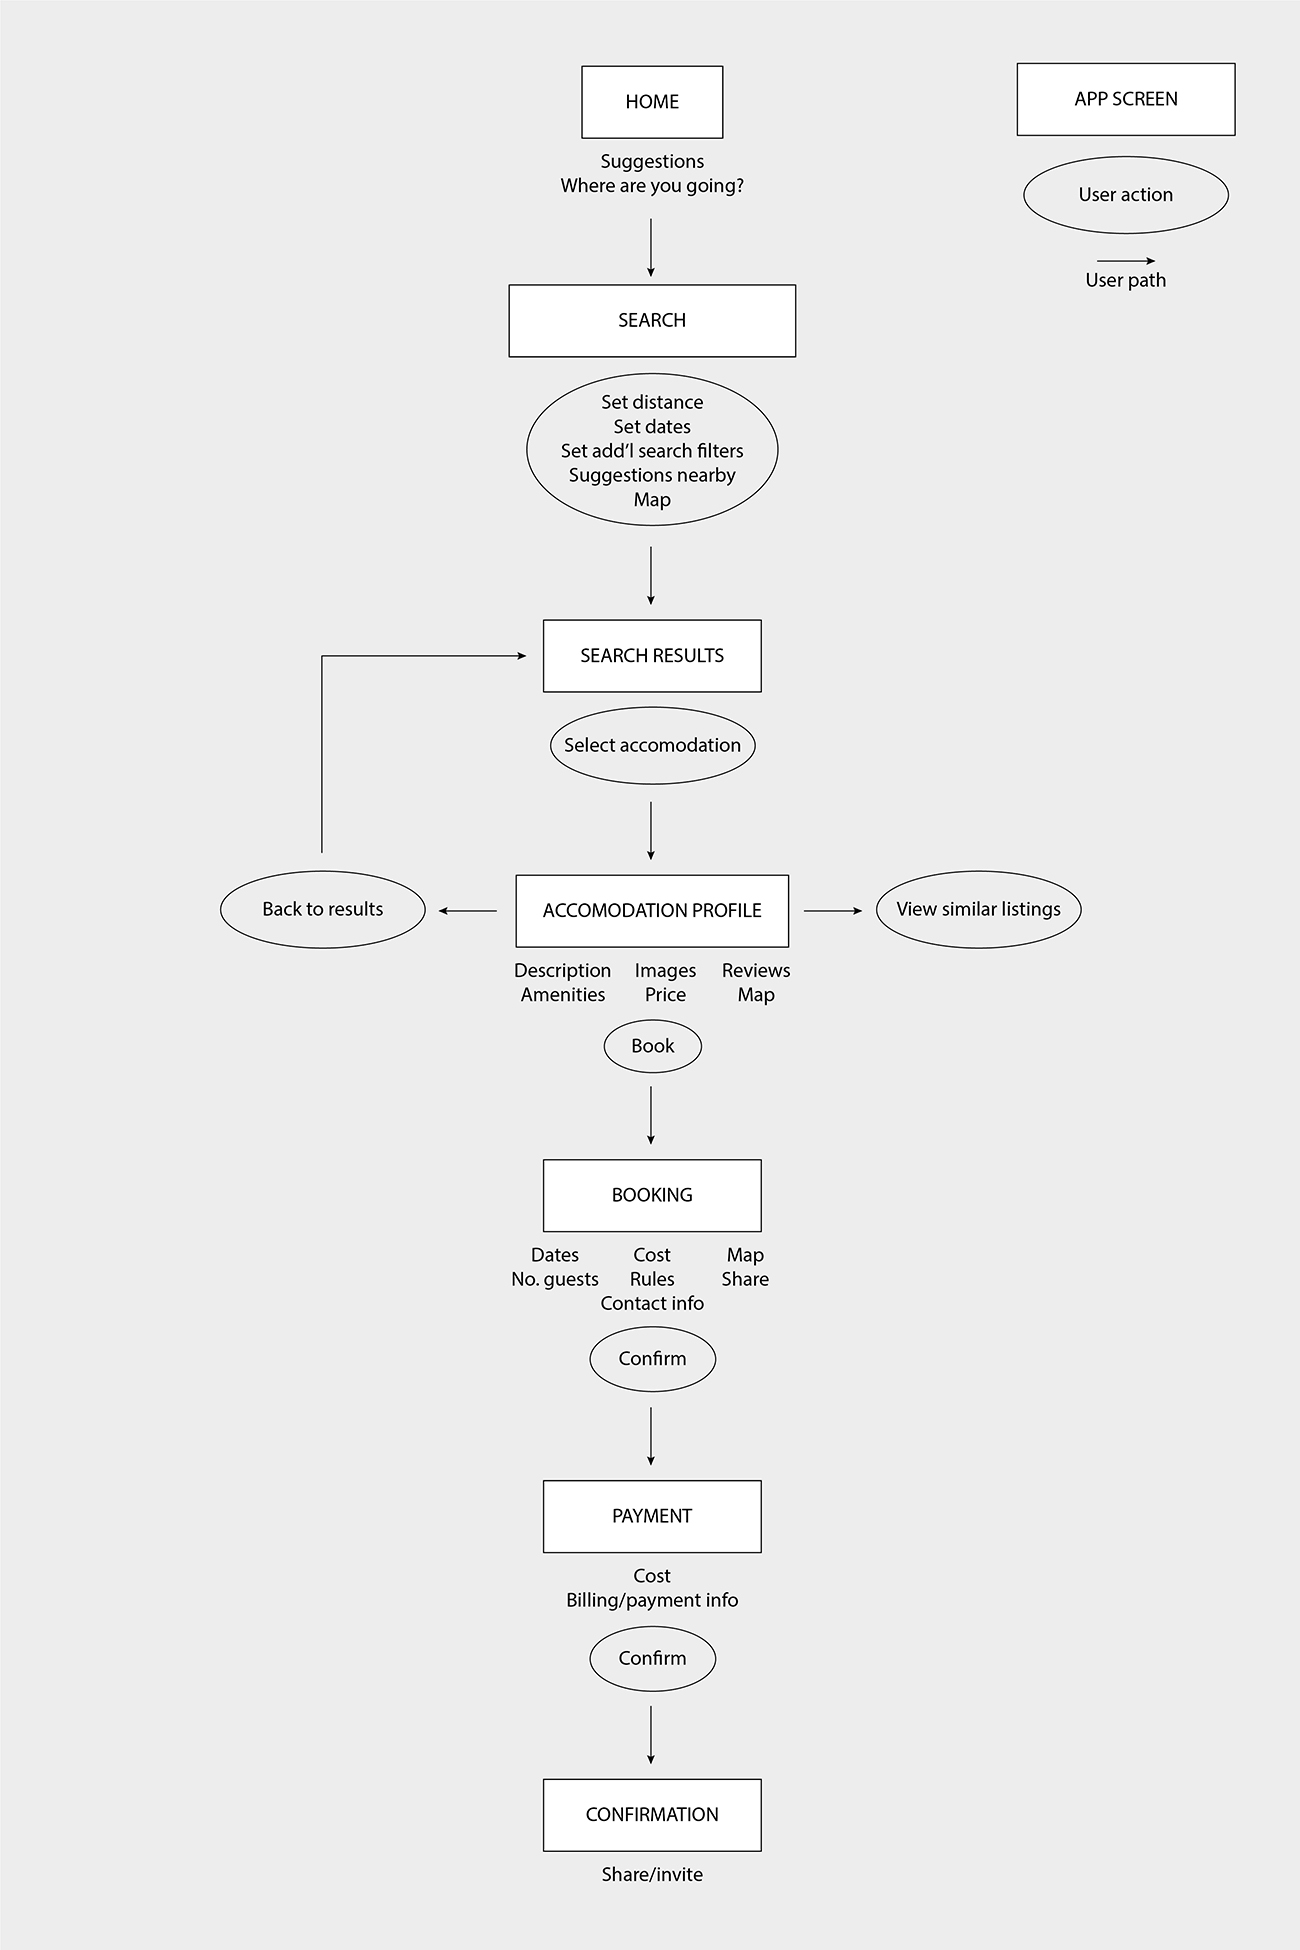 HOME
Suggestions
Where are you going?
APP SCREEN
User action
User path
SEARCH
Set distance
Set dates
Set add’l search filters
Suggestions nearby
Map
SEARCH RESULTS
Select accomodation
Back to results
ACCOMODATION PROFILE
View similar listings
Description Images Reviews
Amenities Price Map
Book
BOOKING
Dates Cost Map
No. guests Rules Share
Contact info
Confirm
PAYMENT
Cost
Billing/payment info
Confirm
CONFIRMATION
Share/invite